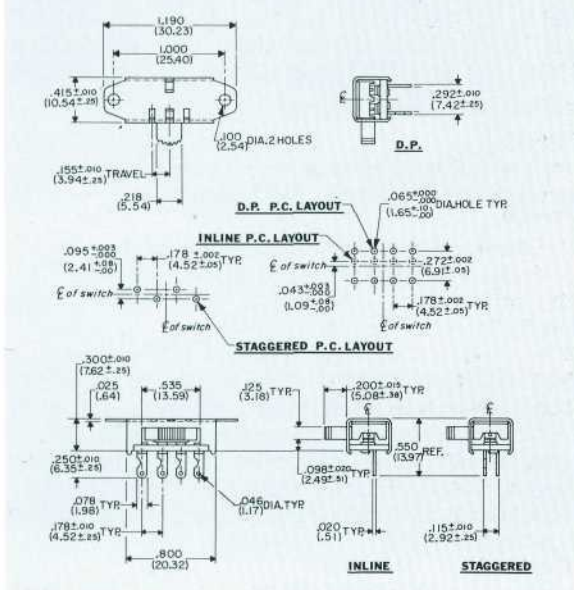 1.190
(30.23)
1.000
(25.40)
.415±.010
(10.54±.25)
.100 DIA. 2 HOLES
(2.54)
.292±.010
(7.42±.25)
D.P.
.155±.010 TRAVEL
(3.94±.25)
.218
(5.54)
D.P. P.C. LAYOUT
.065+.000 -.000 DIA.HOLE TYP.
(1.65+.10 -.00)
INLINE P.C. LAYOUT
.095+.003 -.000
(2.41+.08 -.00)
.178±.002 TYP.
(4.52±.05)
℄ of switch
.272±.002
(6.91±.05)
.043+.003 -.000
(1.09+.08 -.00)
.178±.002 TYP.
(4.52±.05)
℄ of switch
℄ of switch
℄ of switch
STAGGERED P.C. LAYOUT
.300±.010
(7.62±.25)
.025
(.64)
.535
(13.59)
.125 TYP.
(3.18)
.200±.015 TYP.
(5.08±.38)
.250±.010
(6.35±.25)
.550 REF.
(13.97)
.098±.020 TYP.
(2.49±.51)
.078 TYP.
(1.98)
.046 DIA. TYP.
(1.17)
.178±.010 TYP.
(4.52±.25)
.020 TYP.
(.51)
.115±.010
(2.92±.25)
.800
(20.32)
INLINE
STAGGERED